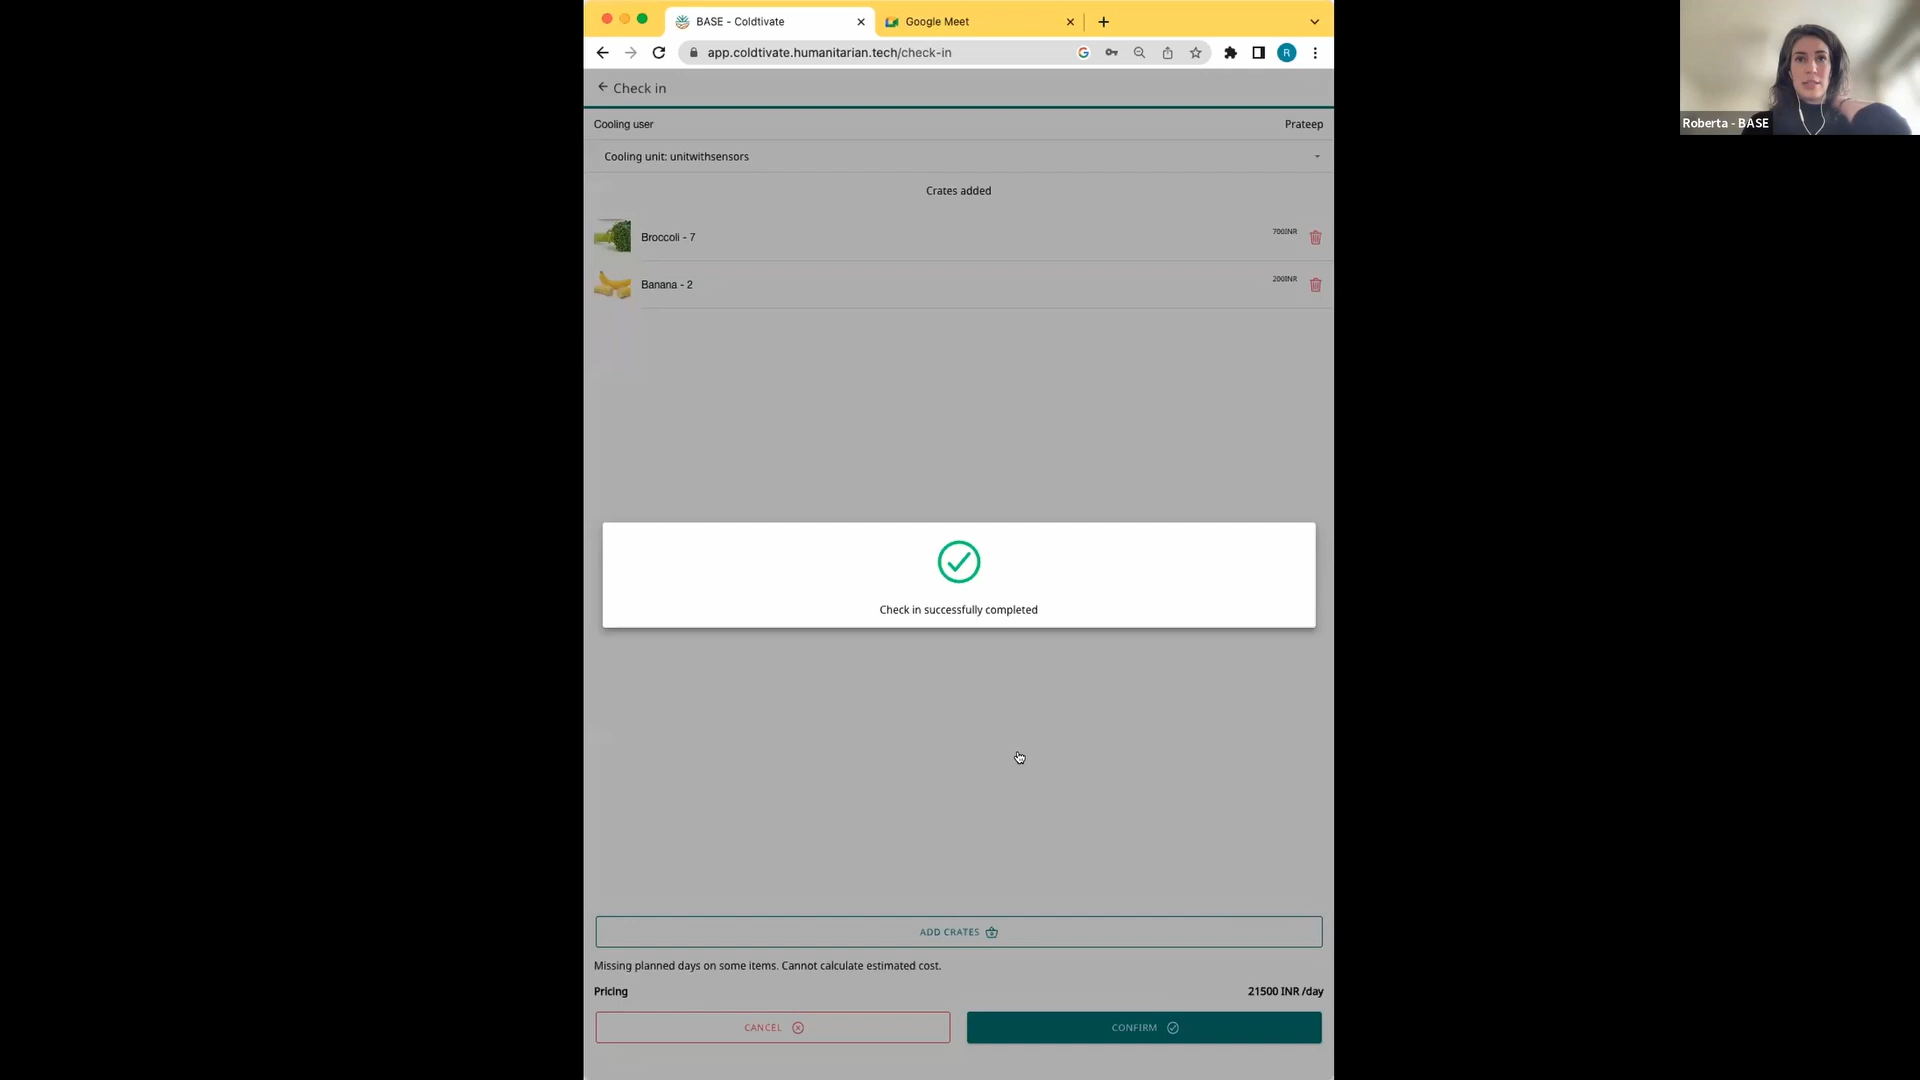 BASE - Coldtivate
Google Meet
app.coldtivate.humanitarian.tech/check-in
R
Check in
Cooling user Prateep
Cooling unit: unitwithsensors
Crates added
Broccoli - 7 700INR
Banana - 2 200INR
Check in successfully completed
ADD CRATES
Missing planned days on some items. Cannot calculate estimated cost.
Pricing 21500 INR /day
CANCEL CONFIRM
Roberta - BASE